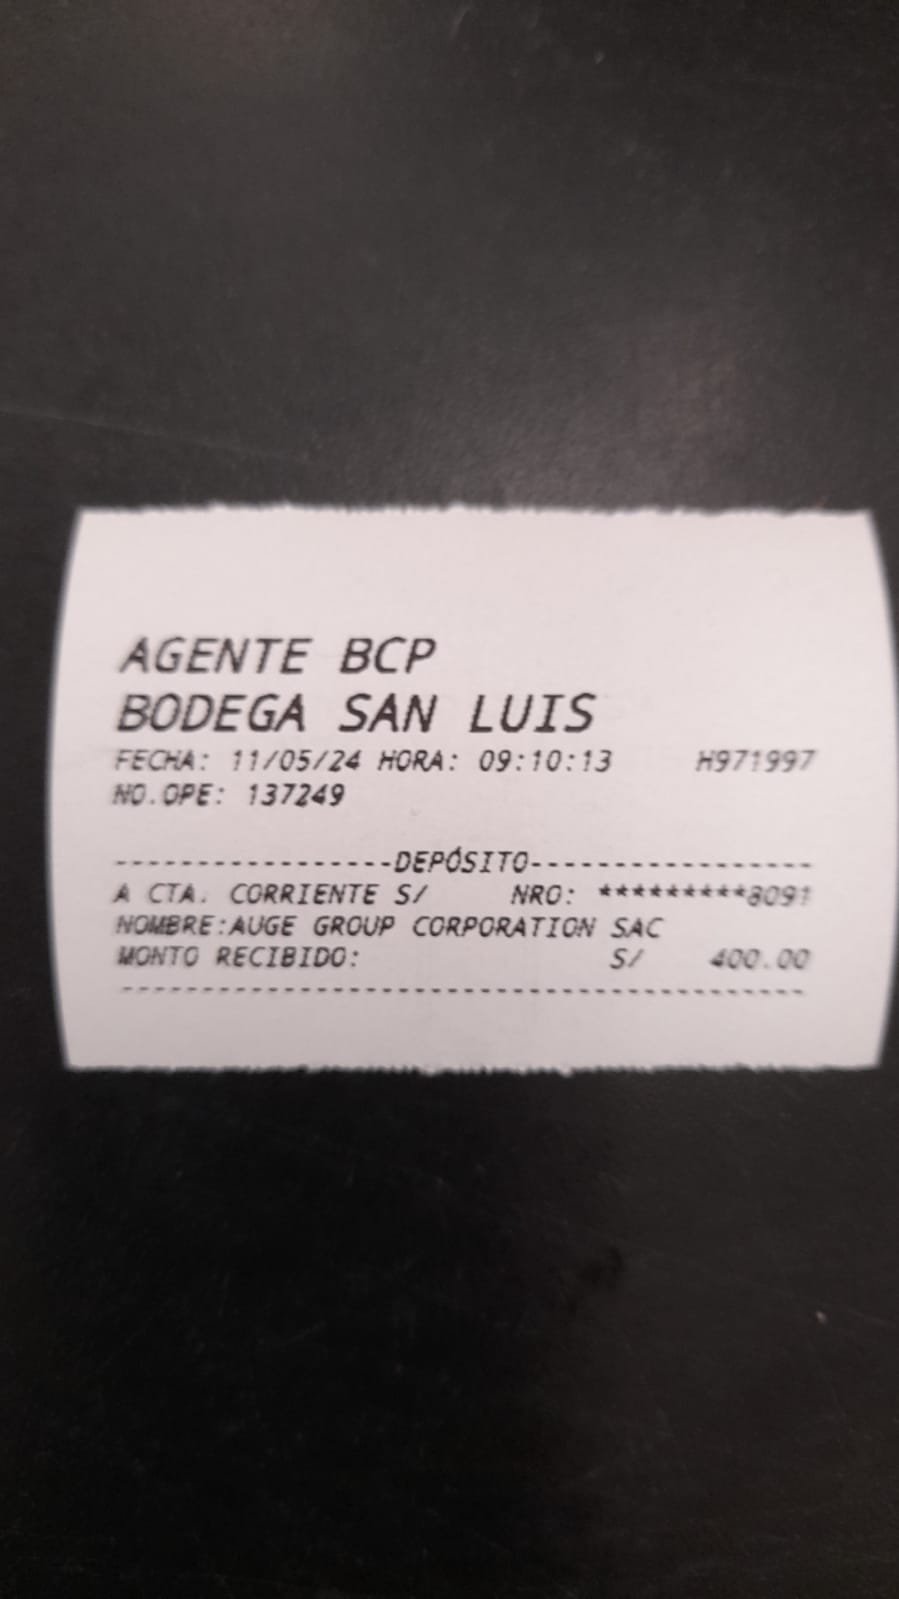 AGENTE BCP
BODEGA SAN LUIS
FECHA: 11/05/24 HORA: 09:10:13 H971997
NO.OPE: 137249
-----------------DEPÓSITO-----------------
A CTA. CORRIENTE S/ NRO: *********8091
NOMBRE:AUGE GROUP CORPORATION SAC
MONTO RECIBIDO: S/ 400.00
------------------------------------------